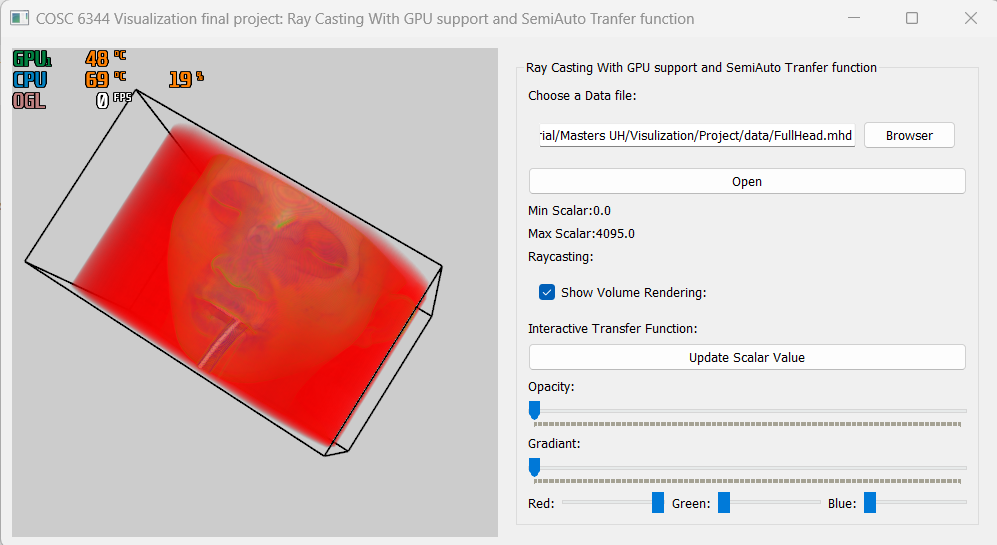 COSC 6344 Visualization final project: Ray Casting With GPU support and SemiAuto Tranfer function
GPU1 48 °C
CPU 69 °C 19 %
OGL 0 FPS
Ray Casting With GPU support and SemiAuto Tranfer function
Choose a Data file:
rial/Masters UH/Visulization/Project/data/FullHead.mhd Browser
Open
Min Scalar:0.0
Max Scalar:4095.0
Raycasting:
Show Volume Rendering:
Interactive Transfer Function:
Update Scalar Value
Opacity:
Gradiant:
Red: Green: Blue: